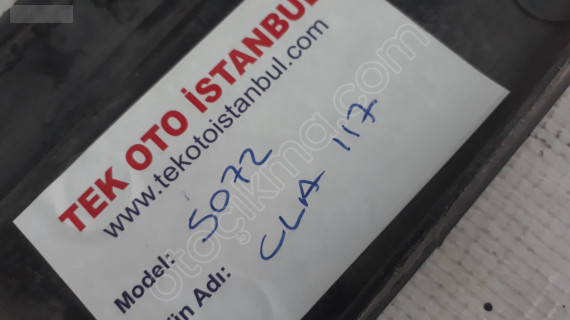 TEK OTO İSTANBUL
www.tekotoistanbul.com
Model: 5072
Adı: CLA 117
otoçıkma.com